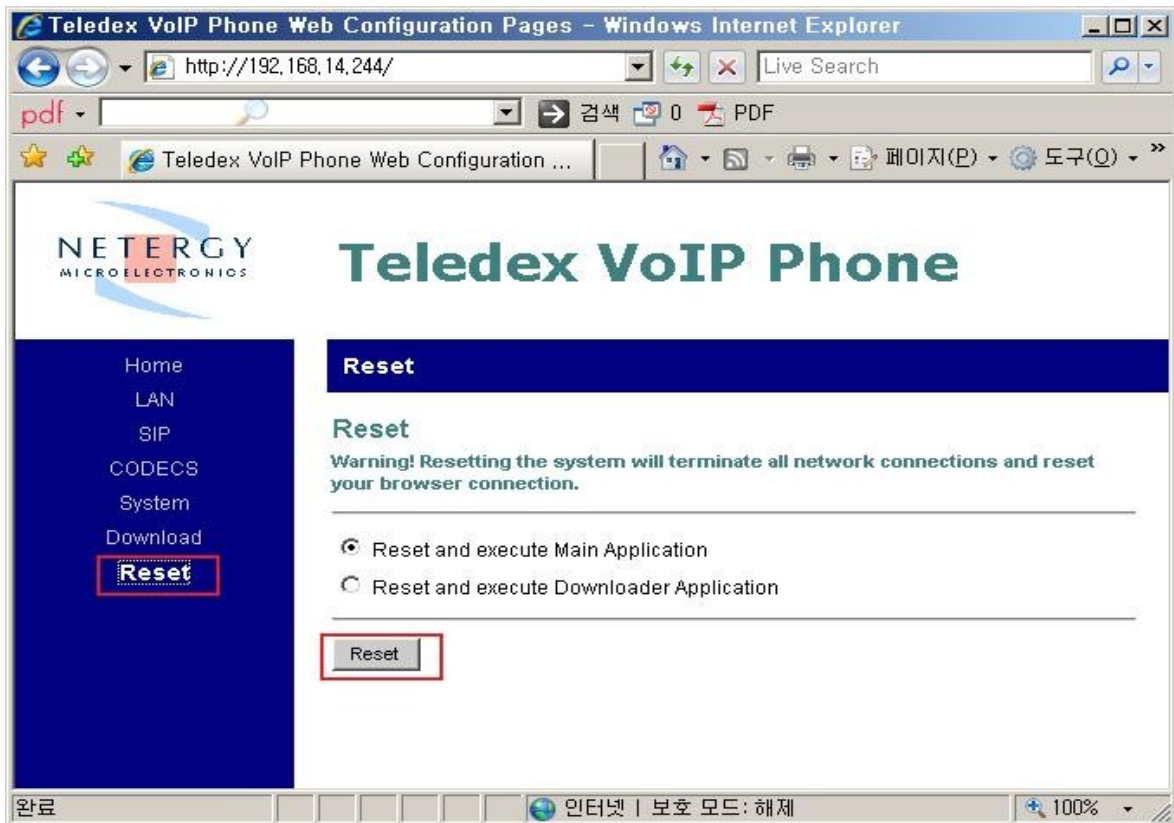 Teledex VoIP Phone Web Configuration Pages - Windows Internet Explorer
http://192,168,14,244/
Live Search
pdf
검색 0 PDF
Teledex VoIP Phone Web Configuration ...
페이지(P)
도구(O)
»
NETERGY
MICROELECTRONICS
Teledex VoIP Phone
Home
LAN
SIP
CODECS
System
Download
Reset
Reset
Reset
Warning! Resetting the system will terminate all network connections and reset
your browser connection.
Reset and execute Main Application
Reset and execute Downloader Application
Reset
완료
인터넷 | 보호 모드: 해제
100%